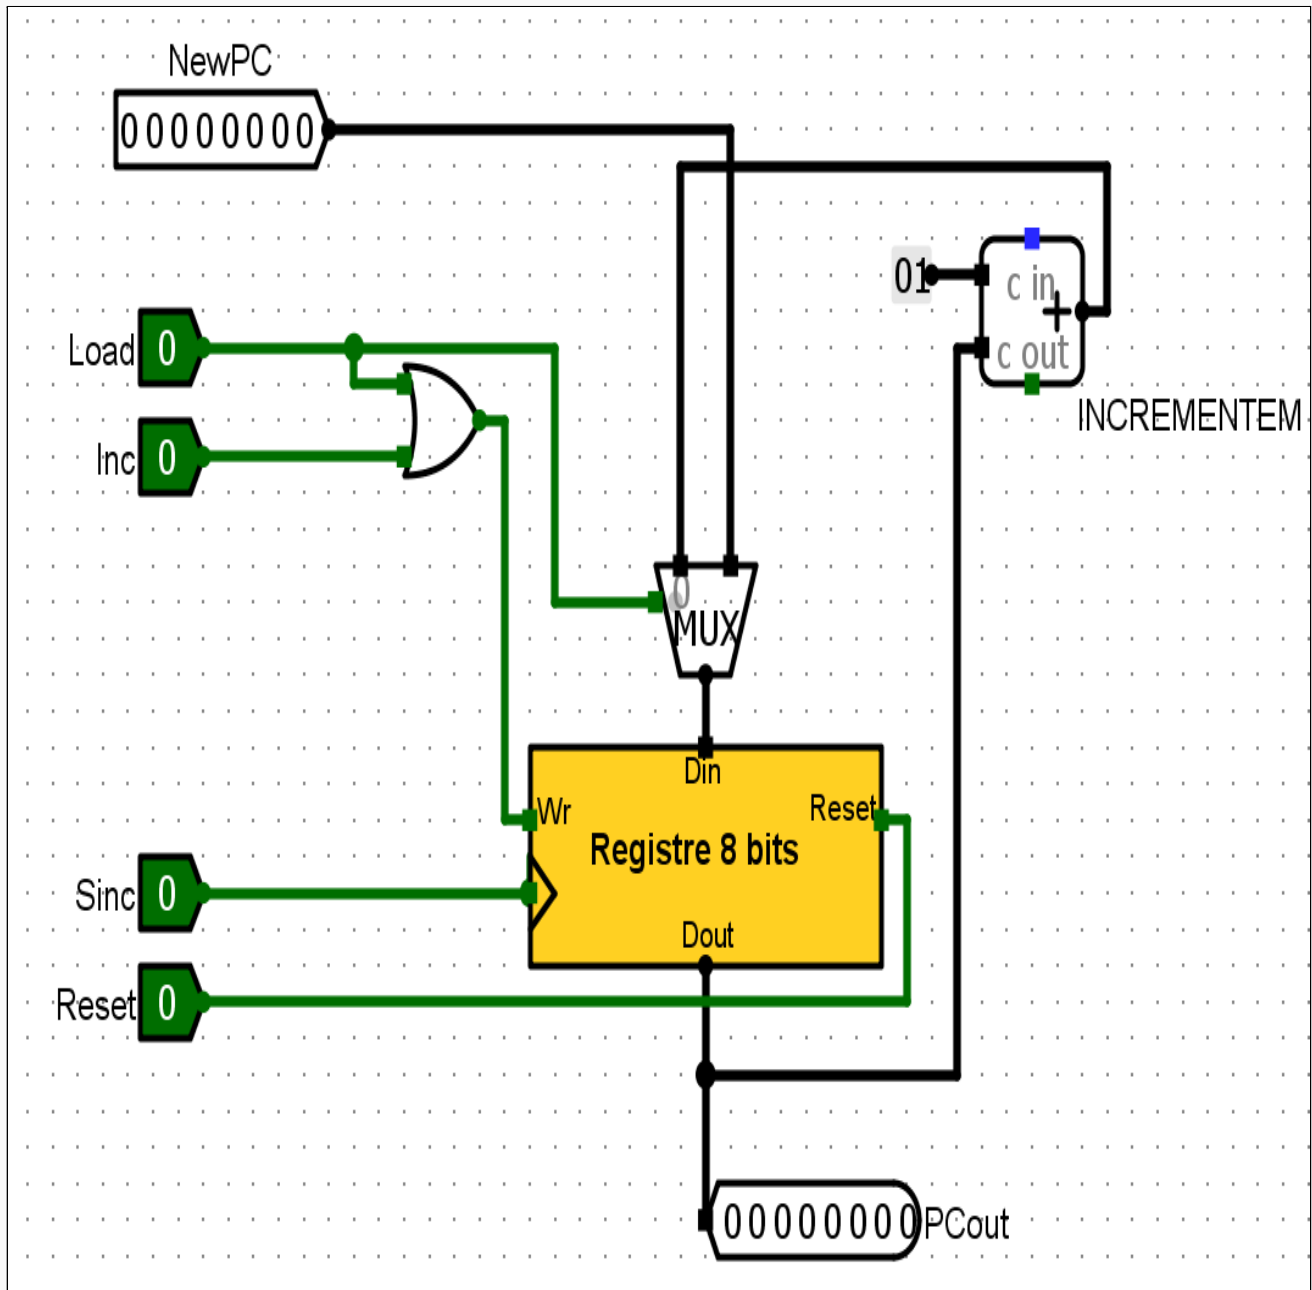 NewPC
00000000
01
c in
+
c out
INCREMENTEM
Load 0
Inc 0
0
MUX
Din
Wr
Reset
Registre 8 bits
Sinc 0
Dout
Reset 0
00000000 PCout